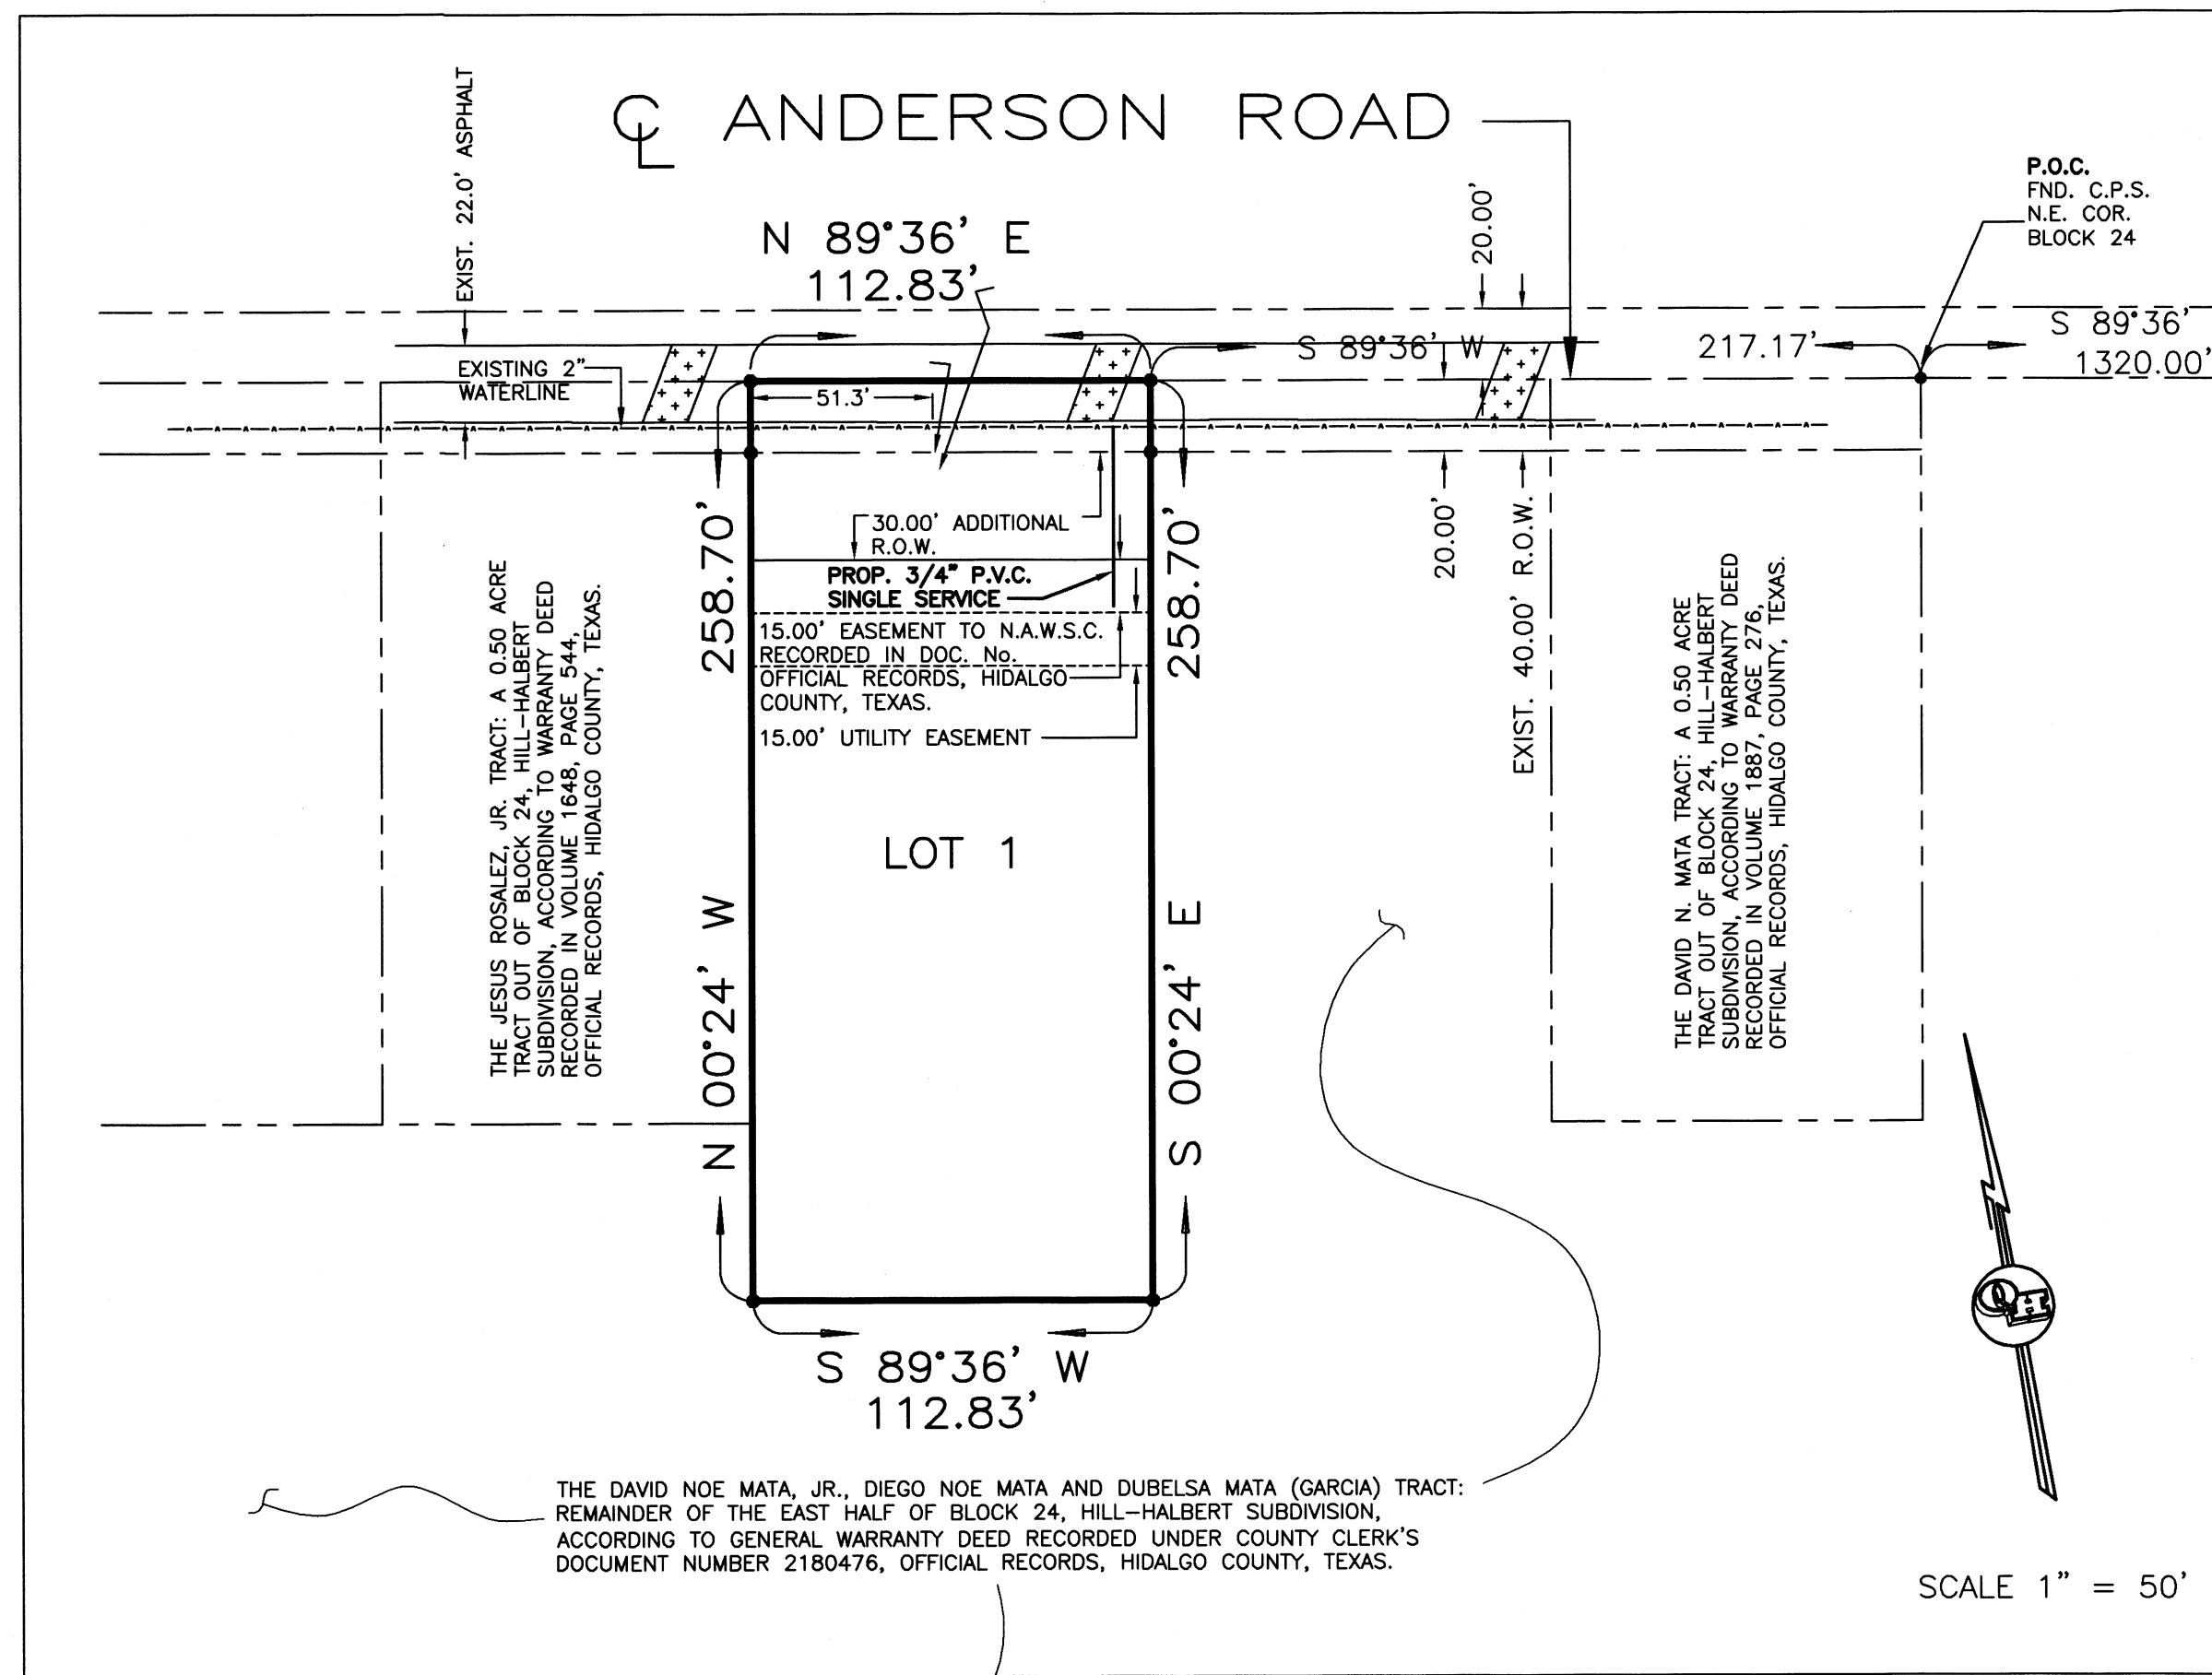 ℄ ANDERSON ROAD
EXIST. 22.0' ASPHALT
N 89°36' E
112.83'
20.00'
P.O.C.
FND. C.P.S.
N.E. COR.
BLOCK 24
S 89°36' W
217.17'
S 89°36'
1320.00'
EXISTING 2"
WATERLINE
51.3'
258.70'
N 00°24' W
258.70'
S 00°24' E
30.00' ADDITIONAL
R.O.W.
PROP. 3/4" P.V.C.
SINGLE SERVICE
15.00' EASEMENT TO N.A.W.S.C.
RECORDED IN DOC. No.
OFFICIAL RECORDS, HIDALGO
COUNTY, TEXAS.
15.00' UTILITY EASEMENT
20.00'
EXIST. 40.00' R.O.W.
LOT 1
THE JESUS ROSALEZ, JR. TRACT: A 0.50 ACRE
TRACT OUT OF BLOCK 24, HILL-HALBERT
SUBDIVISION, ACCORDING TO WARRANTY DEED
RECORDED IN VOLUME 1648, PAGE 544,
OFFICIAL RECORDS, HIDALGO COUNTY, TEXAS.
THE DAVID N. MATA TRACT: A 0.50 ACRE
TRACT OUT OF BLOCK 24, HILL-HALBERT
SUBDIVISION, ACCORDING TO WARRANTY DEED
RECORDED IN VOLUME 1887, PAGE 276,
OFFICIAL RECORDS, HIDALGO COUNTY, TEXAS.
S 89°36' W
112.83'
THE DAVID NOE MATA, JR., DIEGO NOE MATA AND DUBELSA MATA (GARCIA) TRACT:
REMAINDER OF THE EAST HALF OF BLOCK 24, HILL-HALBERT SUBDIVISION,
ACCORDING TO GENERAL WARRANTY DEED RECORDED UNDER COUNTY CLERK'S
DOCUMENT NUMBER 2180476, OFFICIAL RECORDS, HIDALGO COUNTY, TEXAS.
SCALE 1" = 50'